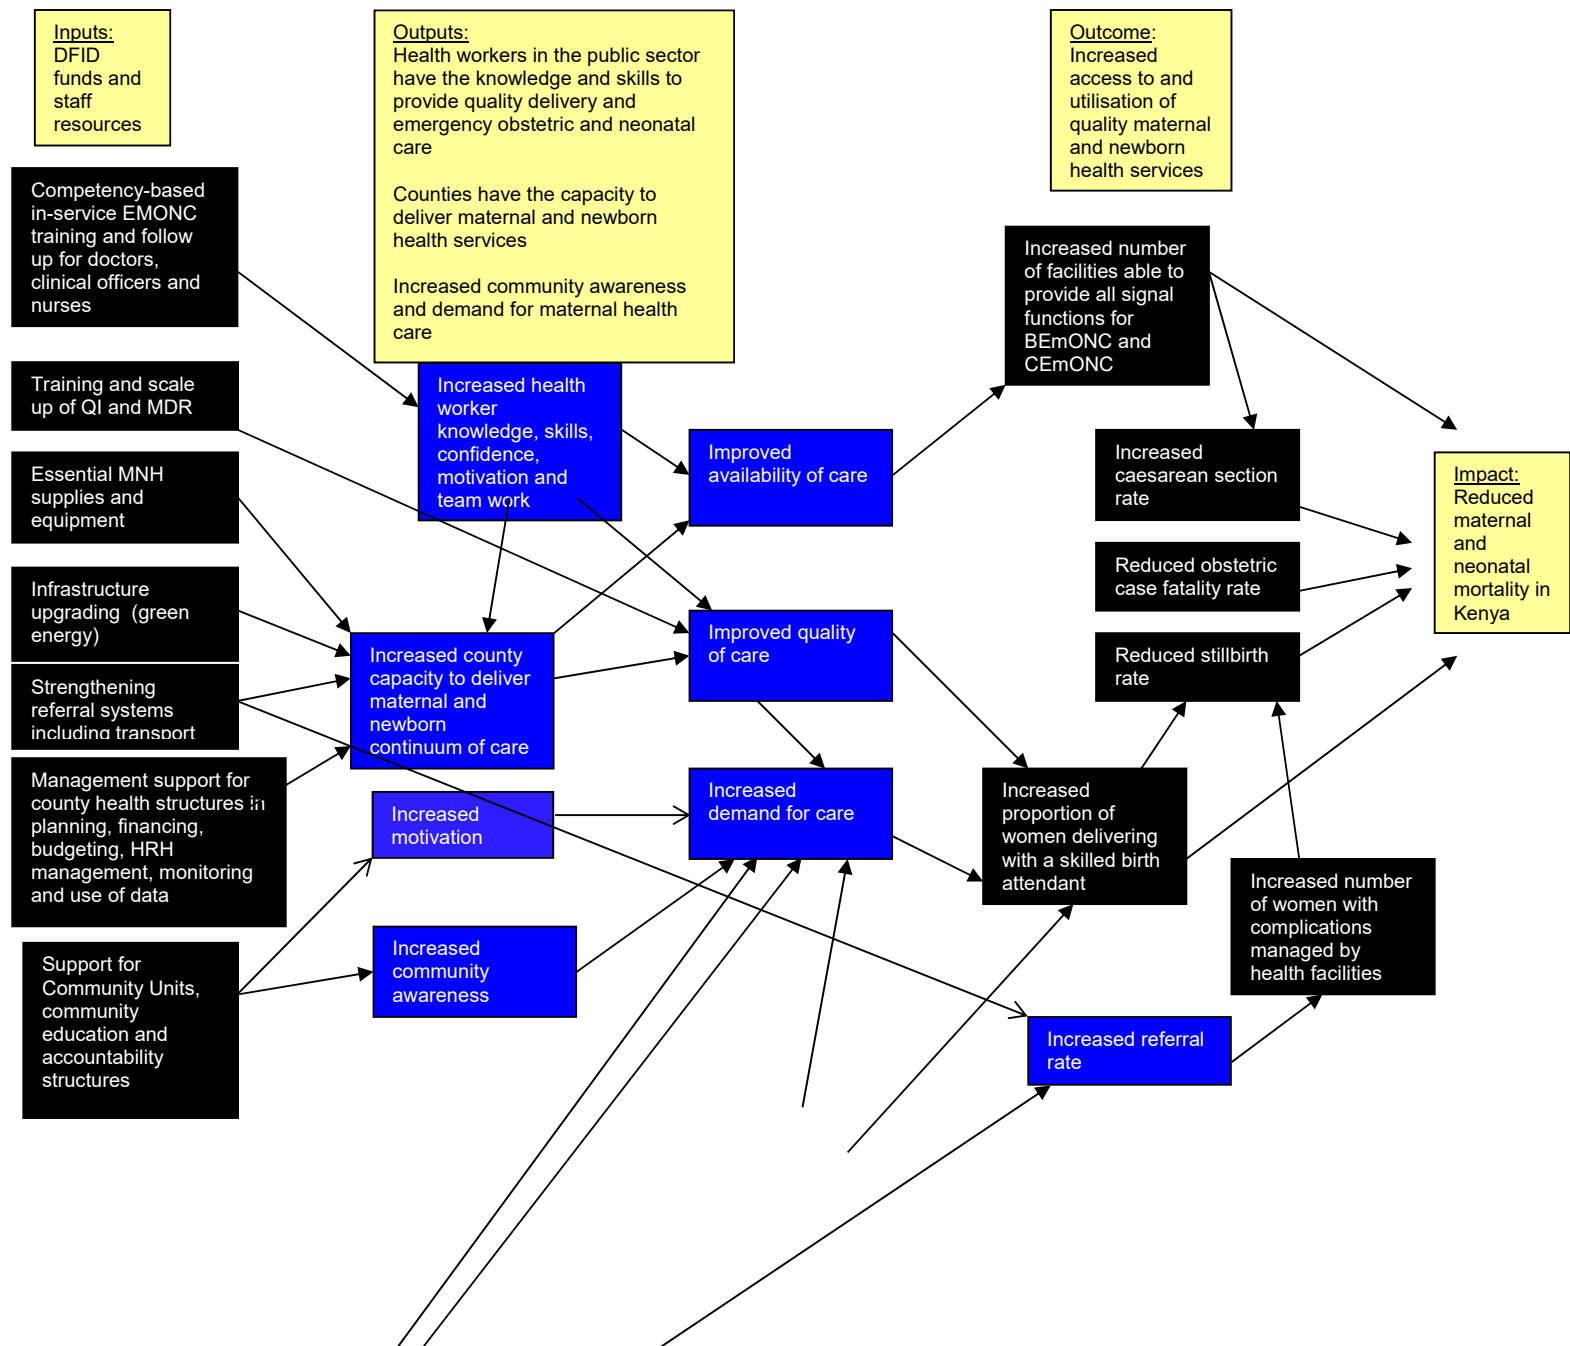 Inputs:
DFID
funds and
staff
resources
Outputs:
Health workers in the public sector
have the knowledge and skills to
provide quality delivery and
emergency obstetric and neonatal
care
Counties have the capacity to
deliver maternal and newborn
health services
Increased community awareness
and demand for maternal health
care
Outcome:
Increased
access to and
utilisation of
quality maternal
and newborn
health services
Competency-based
in-service EMONC
training and follow
up for doctors,
clinical officers and
nurses
Training and scale
up of QI and MDR
Essential MNH
supplies and
equipment
Infrastructure
upgrading (green
energy)
Strengthening
referral systems
including transport
Management support for
county health structures in
planning, financing,
budgeting, HRH
management, monitoring
and use of data
Support for
Community Units,
community
education and
accountability
structures
Increased health
worker
knowledge, skills,
confidence,
motivation and
team work
Increased county
capacity to deliver
maternal and
newborn
continuum of care
Increased
motivation
Increased
community
awareness
Improved
availability of care
Improved quality
of care
Increased
demand for care
Increased number
of facilities able to
provide all signal
functions for
BEmONC and
CEmONC
Increased
caesarean section
rate
Reduced obstetric
case fatality rate
Reduced stillbirth
rate
Increased
proportion of
women delivering
with a skilled birth
attendant
Increased number
of women with
complications
managed by
health facilities
Increased referral
rate
Impact:
Reduced
maternal
and
neonatal
mortality in
Kenya